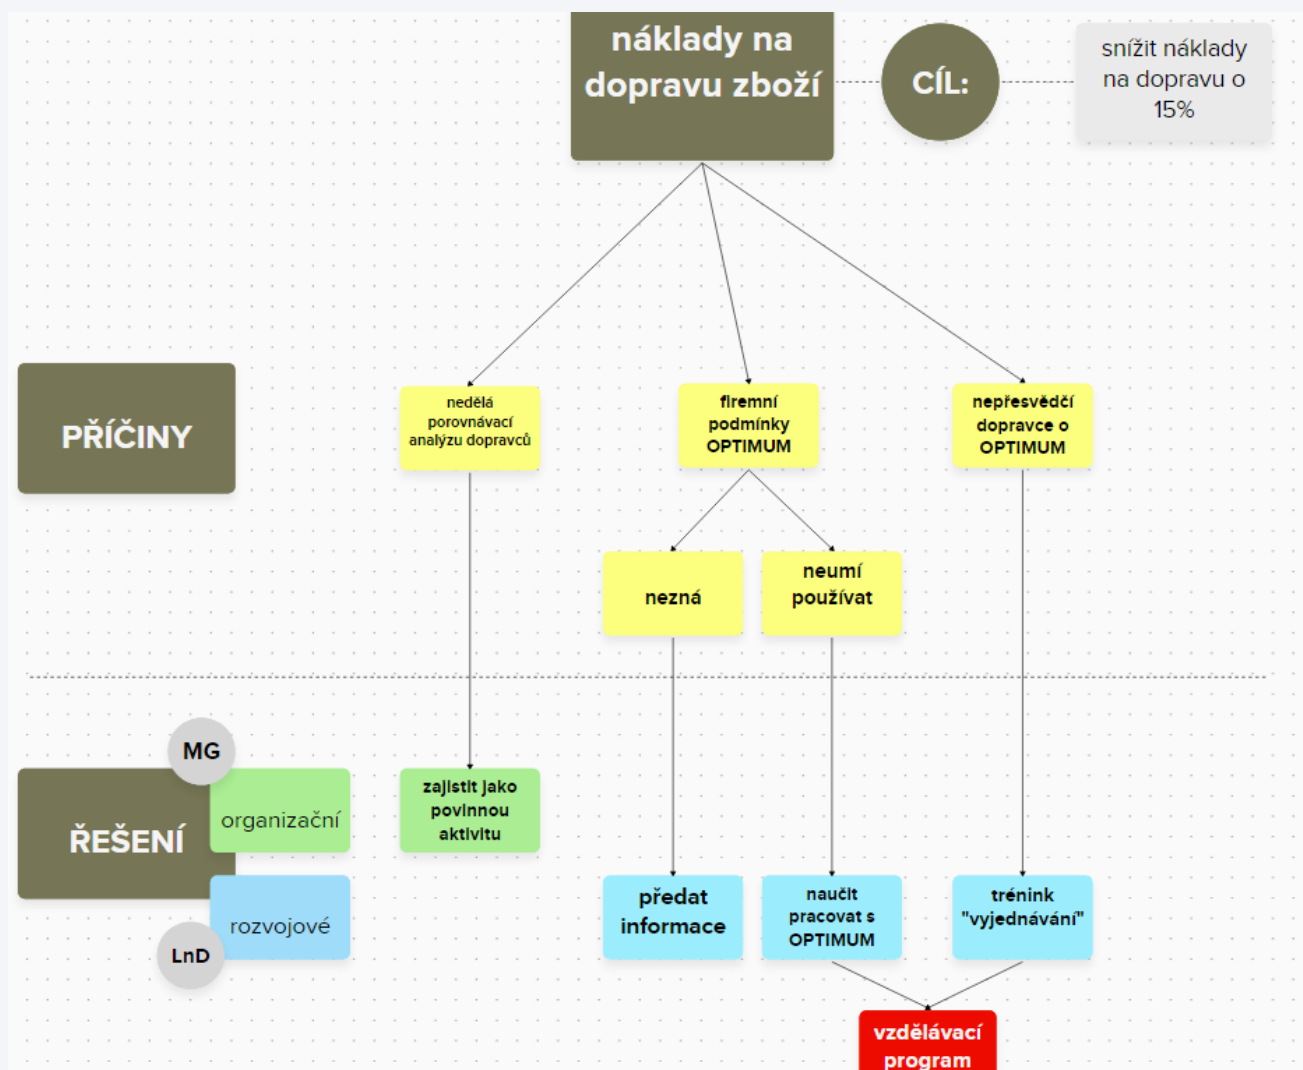 náklady na
dopravu zboží
CÍL:
snížit náklady
na dopravu o
15%
PŘÍČINY
nedělá
porovnávací
analýzu dopravců
firemní
podmínky
OPTIMUM
nepřesvědčí
dopravce o
OPTIMUM
nezná
neumí
používat
MG
ŘEŠENÍ
organizační
rozvojové
LnD
zajistit jako
povinnou
aktivitu
předat
informace
naučit
pracovat s
OPTIMUM
trénink
"vyjednávání"
vzdělávací
program